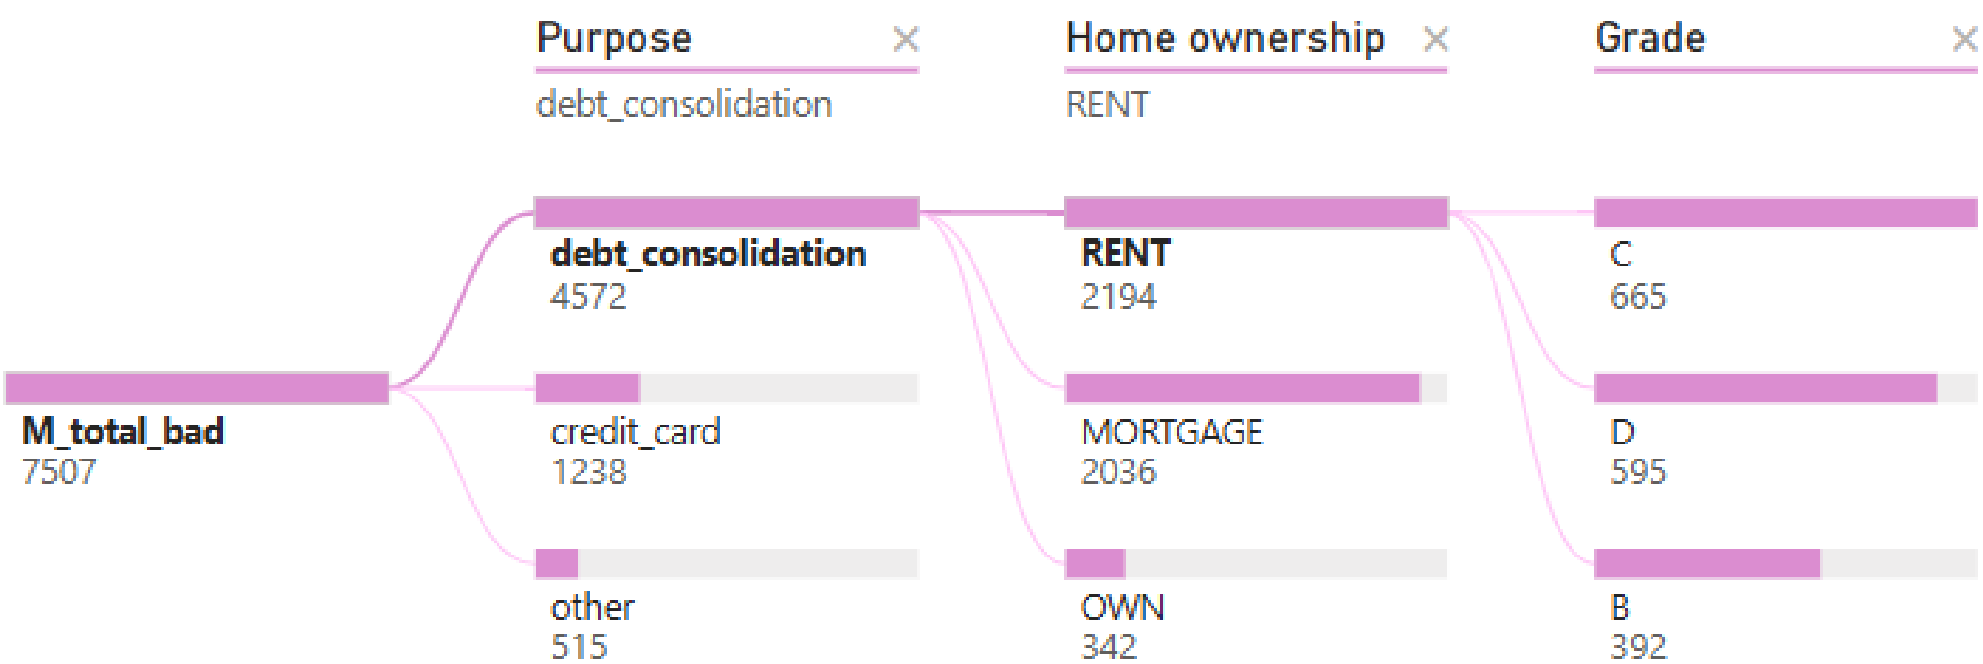 Purpose × Home ownership × Grade ×
debt_consolidation RENT
debt_consolidation RENT C
4572 2194 665
M_total_bad credit_card MORTGAGE D
7507 1238 2036 595
other OWN B
515 342 392